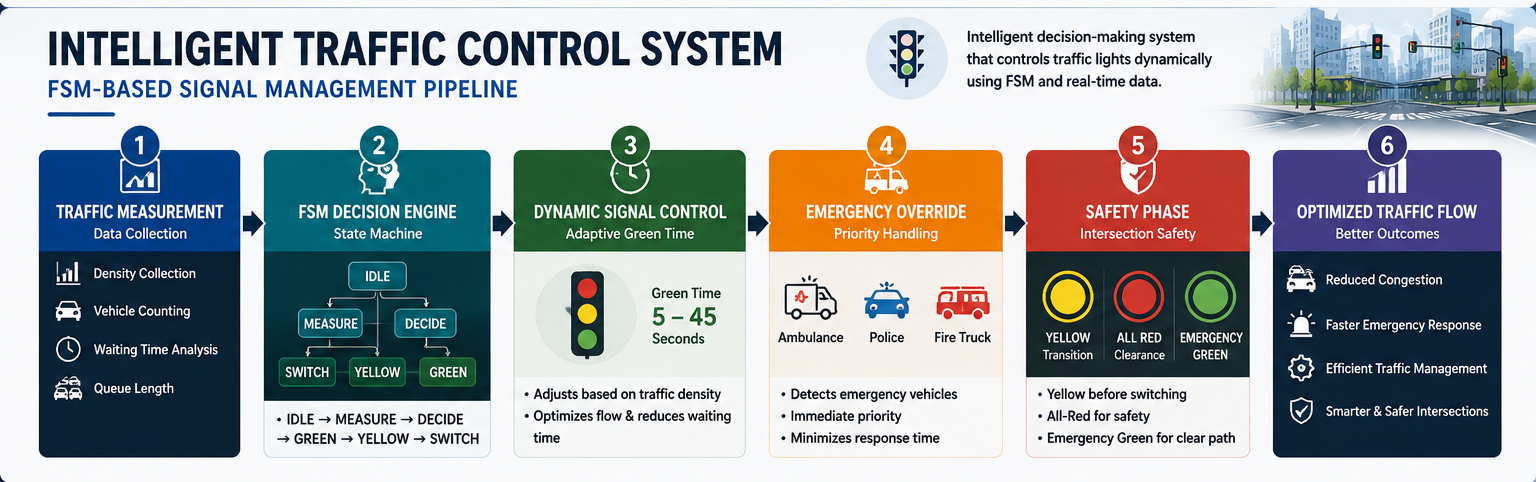 INTELLIGENT TRAFFIC CONTROL SYSTEM
FSM-BASED SIGNAL MANAGEMENT PIPELINE
Intelligent decision-making system
that controls traffic lights dynamically
using FSM and real-time data.
1
TRAFFIC MEASUREMENT
Data Collection
Density Collection
Vehicle Counting
Waiting Time Analysis
Queue Length
2
FSM DECISION ENGINE
State Machine
IDLE
MEASURE
DECIDE
SWITCH
YELLOW
GREEN
• IDLE → MEASURE → DECIDE
→ GREEN → YELLOW → SWITCH
3
DYNAMIC SIGNAL CONTROL
Adaptive Green Time
Green Time
5 – 45
Seconds
• Adjusts based on traffic density
• Optimizes flow & reduces waiting
time
4
EMERGENCY OVERRIDE
Priority Handling
Ambulance
Police
Fire Truck
• Detects emergency vehicles
• Immediate priority
• Minimizes response time
5
SAFETY PHASE
Intersection Safety
YELLOW
Transition
ALL RED
Clearance
EMERGENCY
GREEN
• Yellow before switching
• All-Red for safety
• Emergency Green for clear path
6
OPTIMIZED TRAFFIC FLOW
Better Outcomes
Reduced Congestion
Faster Emergency Response
Efficient Traffic Management
Smarter & Safer Intersections